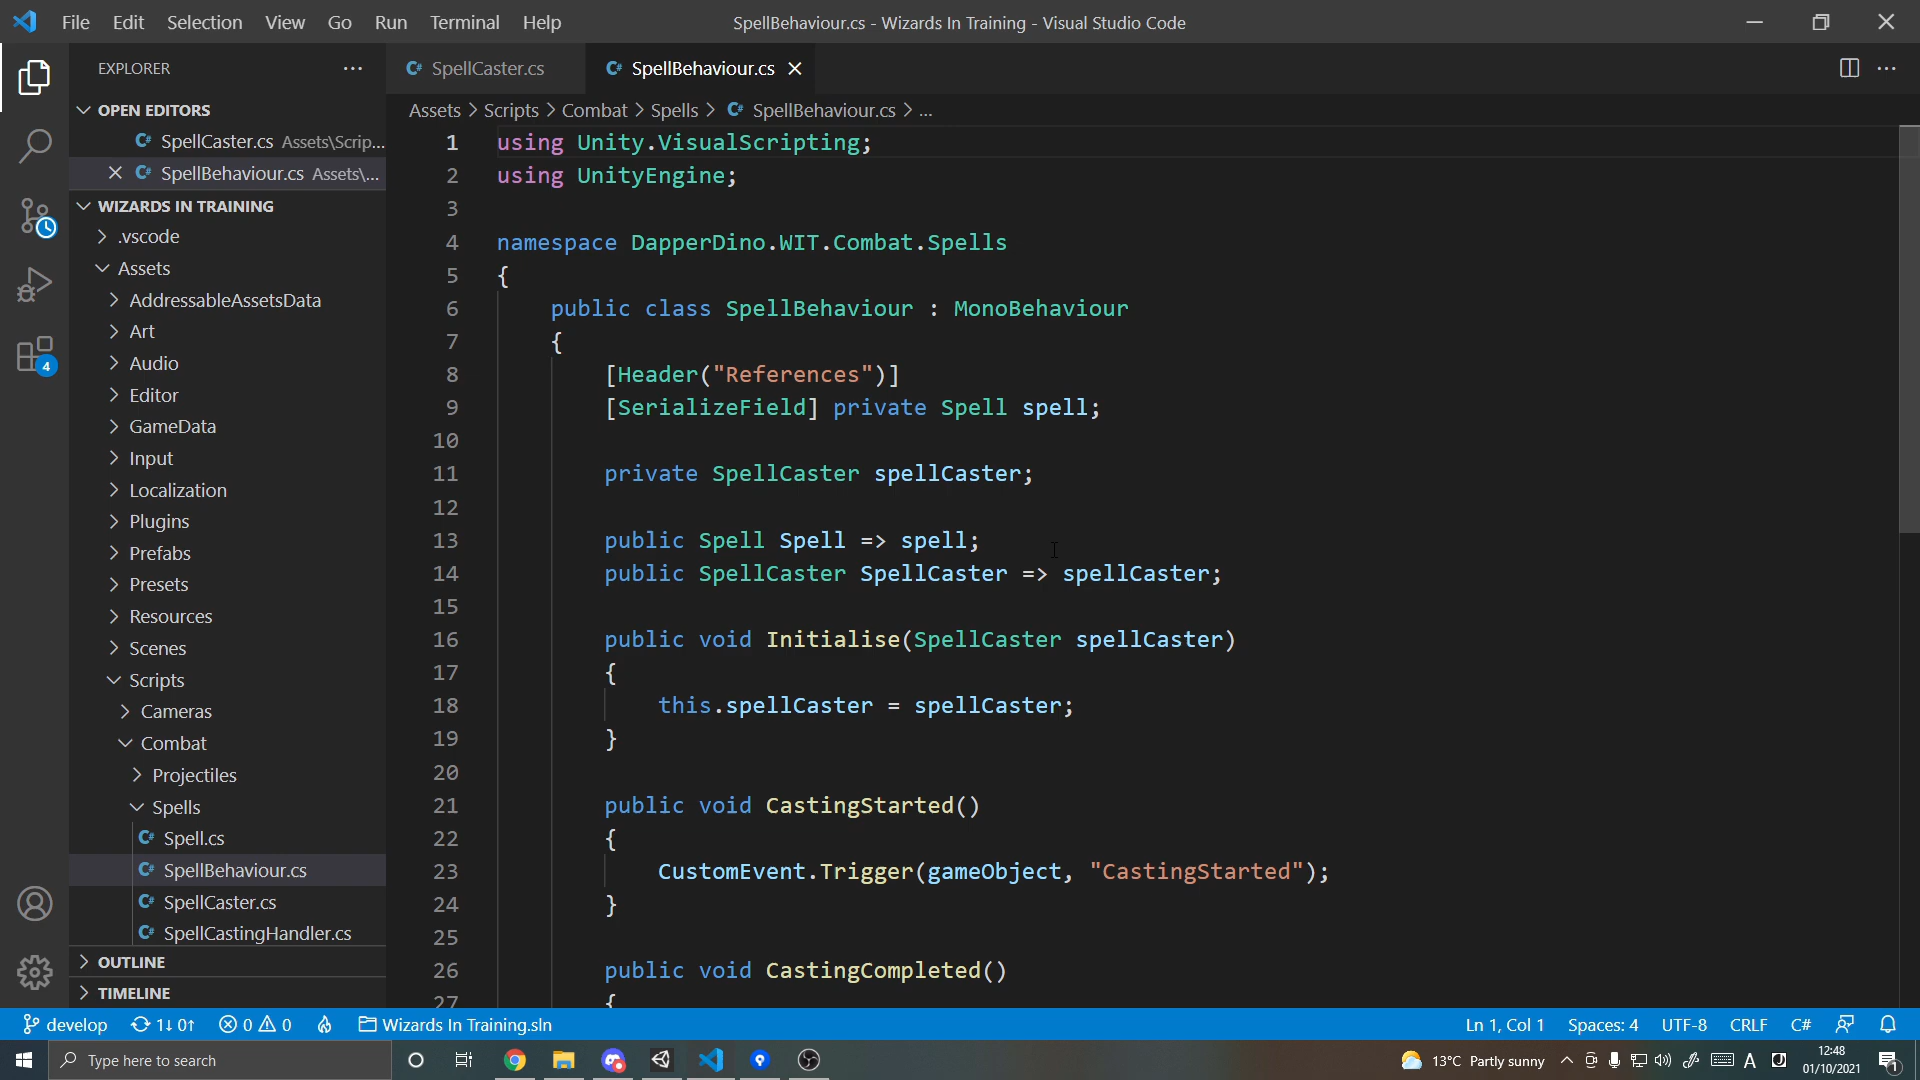 File Edit Selection View Go Run Terminal Help
SpellBehaviour.cs - Wizards In Training - Visual Studio Code
EXPLORER
OPEN EDITORS
SpellCaster.cs Assets\Scrip...
SpellBehaviour.cs Assets\...
WIZARDS IN TRAINING
.vscode
Assets
AddressableAssetsData
Art
Audio
Editor
GameData
Input
Localization
Plugins
Prefabs
Presets
Resources
Scenes
Scripts
Cameras
Combat
Projectiles
Spells
Spell.cs
SpellBehaviour.cs
SpellCaster.cs
SpellCastingHandler.cs
OUTLINE
TIMELINE
4
SpellCaster.cs
SpellBehaviour.cs
Assets > Scripts > Combat > Spells > SpellBehaviour.cs > ...
1 using Unity.VisualScripting;
2 using UnityEngine;
3
4 namespace DapperDino.WIT.Combat.Spells
5 {
6 public class SpellBehaviour : MonoBehaviour
7 {
8 [Header("References")]
9 [SerializeField] private Spell spell;
10
11 private SpellCaster spellCaster;
12
13 public Spell Spell => spell;
14 public SpellCaster SpellCaster => spellCaster;
15
16 public void Initialise(SpellCaster spellCaster)
17 {
18 this.spellCaster = spellCaster;
19 }
20
21 public void CastingStarted()
22 {
23 CustomEvent.Trigger(gameObject, "CastingStarted");
24 }
25
26 public void CastingCompleted()
27 {
develop 1↓ 0↑ 0 0 Wizards In Training.sln
Ln 1, Col 1 Spaces: 4 UTF-8 CRLF C#
Type here to search
13°C Partly sunny
A
12:48
01/10/2021
1